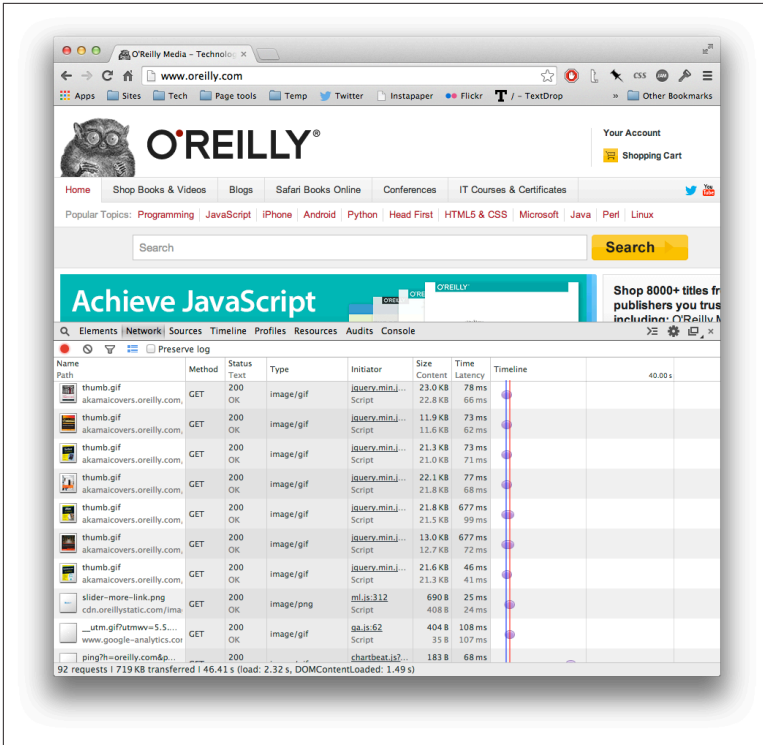 O'Reilly Media – Technolog ×
www.oreilly.com
CSS
Apps Sites Tech Page tools Temp Twitter Instapaper Flickr T / – TextDrop » Other Bookmarks
O'REILLY®
Your Account
Shopping Cart
Home Shop Books & Videos Blogs Safari Books Online Conferences IT Courses & Certificates You Tube
Popular Topics: Programming JavaScript iPhone Android Python Head First HTML5 & CSS Microsoft Java Perl Linux
Search Search
Achieve JavaScript
O'REILLY
Shop 8000+ titles fr
publishers you trus
including: O'Reilly M
Elements Network Sources Timeline Profiles Resources Audits Console
Preserve log
Name Method Status Type Initiator Size Time Timeline
Path Text Content Latency 40.00 s
thumb.gif GET 200 image/gif jquery.min.j... 23.0 KB 78 ms
akamaicovers.oreilly.com, OK Script 22.8 KB 66 ms
thumb.gif GET 200 image/gif jquery.min.j... 11.9 KB 73 ms
akamaicovers.oreilly.com, OK Script 11.6 KB 62 ms
thumb.gif GET 200 image/gif jquery.min.j... 21.3 KB 73 ms
akamaicovers.oreilly.com, OK Script 21.0 KB 71 ms
thumb.gif GET 200 image/gif jquery.min.j... 22.1 KB 77 ms
akamaicovers.oreilly.com, OK Script 21.8 KB 68 ms
thumb.gif GET 200 image/gif jquery.min.j... 21.8 KB 677 ms
akamaicovers.oreilly.com, OK Script 21.5 KB 99 ms
thumb.gif GET 200 image/gif jquery.min.j... 13.0 KB 677 ms
akamaicovers.oreilly.com, OK Script 12.7 KB 72 ms
thumb.gif GET 200 image/gif jquery.min.j... 21.6 KB 46 ms
akamaicovers.oreilly.com, OK Script 21.3 KB 41 ms
slider-more-link.png GET 200 image/png ml.js:312 690 B 25 ms
cdn.oreillystatic.com/ima OK Script 408 B 24 ms
__utm.gif?utmwv=5.5.... GET 200 image/gif ga.js:62 404 B 108 ms
www.google-analytics.cor OK Script 35 B 107 ms
ping?h=oreilly.com&p... 200 chartbeat.js?... 183 B 68 ms
92 requests | 719 KB transferred | 46.41 s (load: 2.32 s, DOMContentLoaded: 1.49 s)